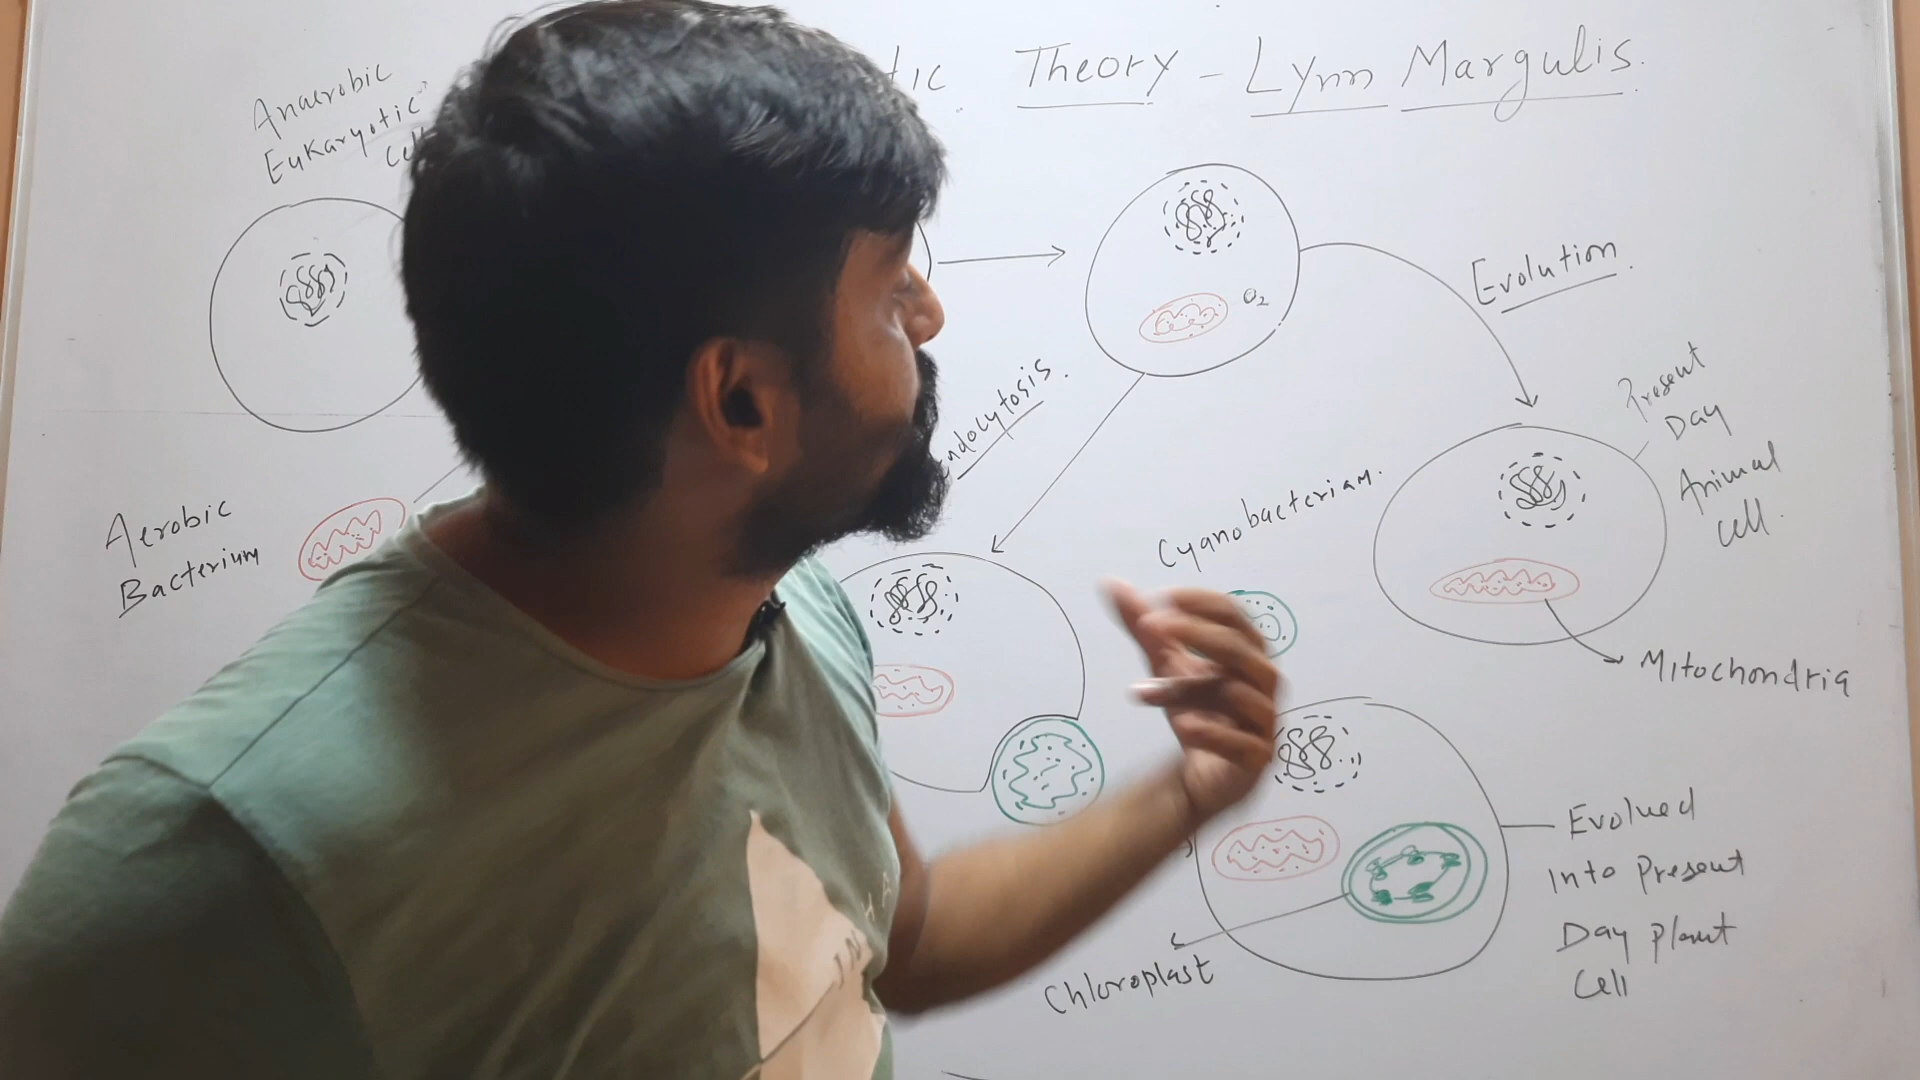 Theory - Lynn Margulis.
Anaerobic
Eukaryotic
O2
Evolution.
Present
Day
Animal
Cell.
Endocytosis.
Cyanobacteriam.
Aerobic
Bacterium
Mitochondria
Evolved
Into Present
Day plant
Cell
Chloroplast